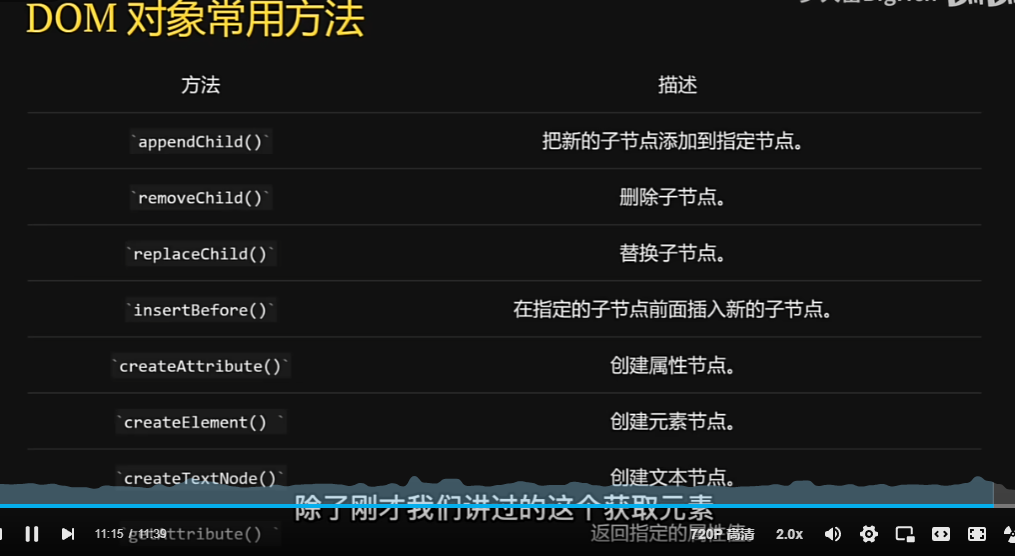 DOM 对象常用方法
方法 描述
`appendChild()` 把新的子节点添加到指定节点。
`removeChild()` 删除子节点。
`replaceChild()` 替换子节点。
`insertBefore()` 在指定的子节点前面插入新的子节点。
`createAttribute()` 创建属性节点。
`createElement() ` 创建元素节点。
`createTextNode()` 创建文本节点。
除了刚才我们讲过的这个获取元素
getAttribute() ` 返回指定的属性值。
11:15 / 11:39 720P 高清 2.0x